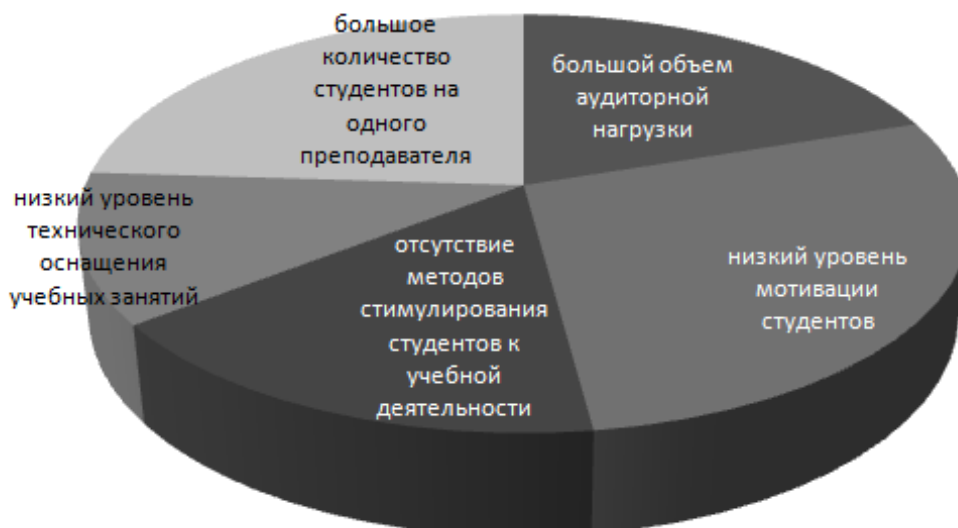 большое
количество
студентов на
одного
преподавателя
большой объем
аудиторной
нагрузки
низкий уровень
технического
оснащения
учебных занятий
отсутствие
методов
стимулирования
студентов к
учебной
деятельности
низкий уровень
мотивации
студентов